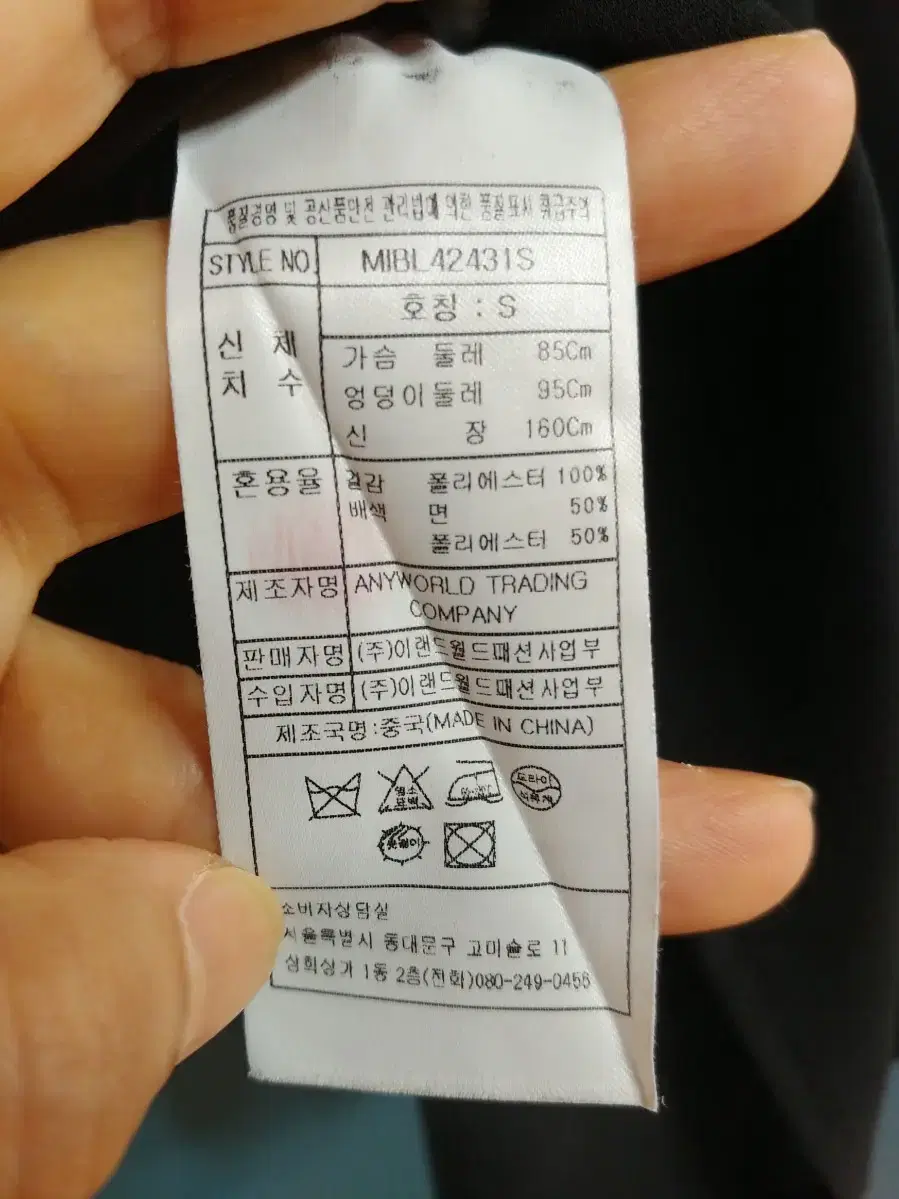 품질경영 및 공산품안전 관리법에 의한 품질표시 취급주의
STYLE NO MIBL42431S
호칭 : S
신체치수
가슴 둘레 85Cm
엉덩이둘레 95Cm
신 장 160Cm
혼용율 겉감 폴리에스터 100%
배색 면 50%
폴리에스터 50%
제조자명 ANYWORLD TRADING
COMPANY
판매자명 (주)이랜드월드패션사업부
수입자명 (주)이랜드월드패션사업부
제조국명:중국(MADE IN CHINA)
염소
표백
드라이
소비자상담실
서울특별시 동대문구 고미술로 11
상희상가 1동 2층(전화)080-249-0456